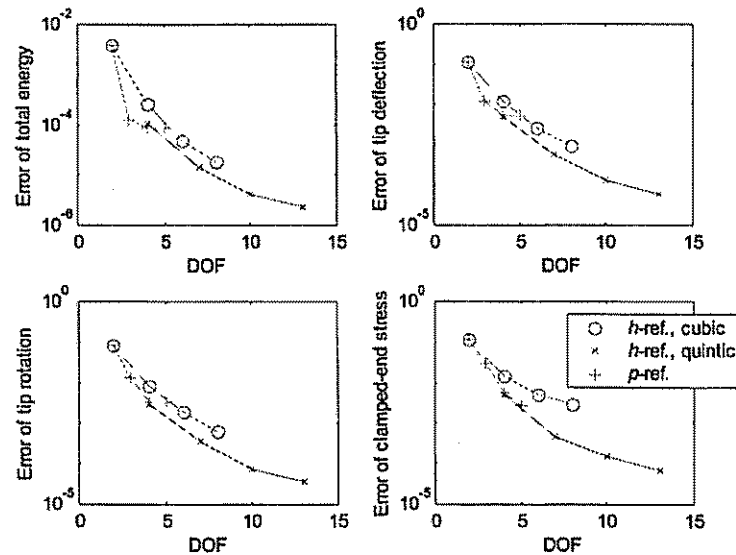 10^-2
10^-4
10^-6
Error of total energy
0
5
10
15
DOF
10^0
10^-5
Error of tip deflection
0
5
10
15
DOF
10^0
10^-5
Error of tip rotation
0
5
10
15
DOF
10^0
10^-5
Error of clamped-end stress
0
5
10
15
DOF
h-ref., cubic
h-ref., quintic
p-ref.